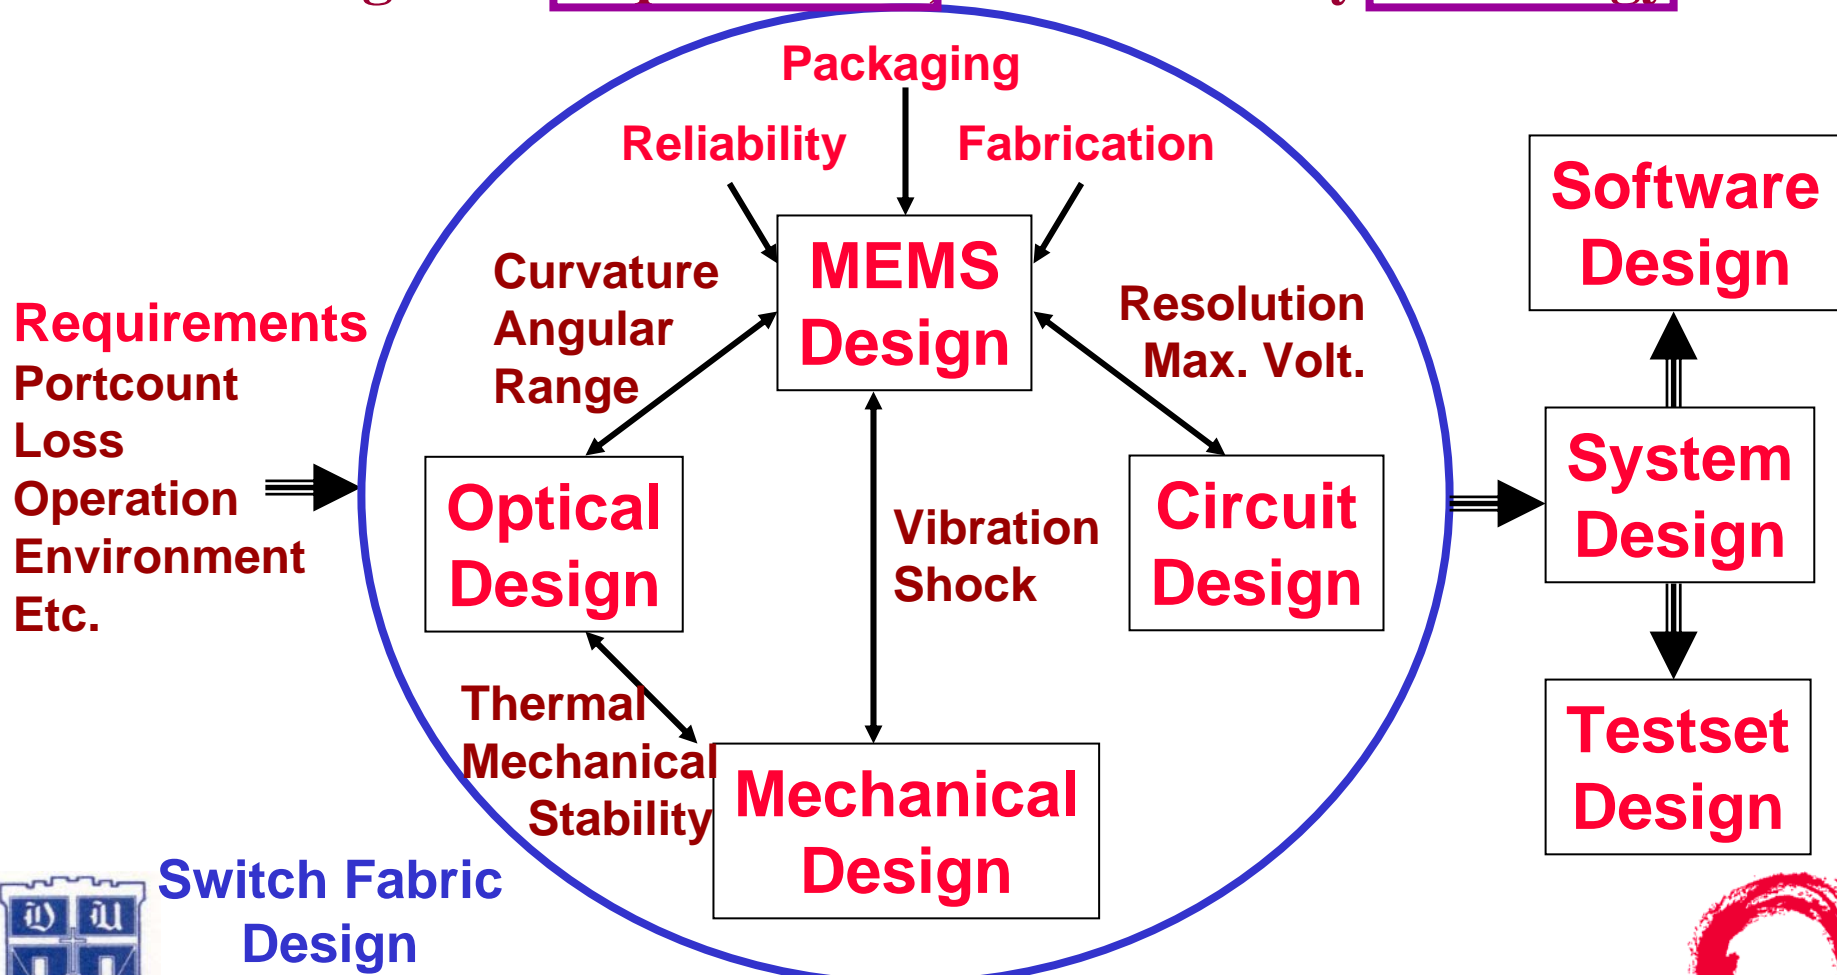 Packaging
Reliability
Fabrication
MEMS
Design
Curvature
Angular
Range
Resolution
Max. Volt.
Requirements
Portcount
Loss
Operation
Environment
Etc.
Optical
Design
Vibration
Shock
Circuit
Design
Thermal
Mechanical
Stability
Mechanical
Design
Software
Design
System
Design
Testset
Design
Switch Fabric
Design
D U